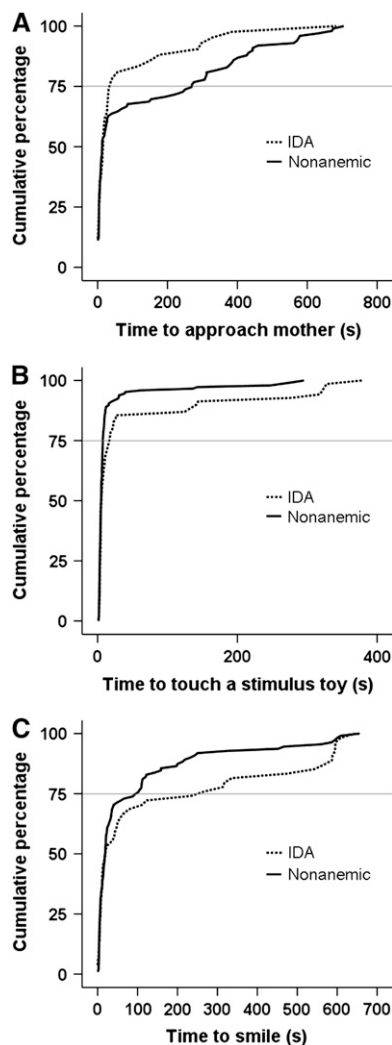 A
Cumulative percentage
100
75
50
25
0
IDA
Nonanemic
0 200 400 600 800
Time to approach mother (s)
B
Cumulative percentage
100
75
50
25
0
IDA
Nonanemic
0 200 400
Time to touch a stimulus toy (s)
C
Cumulative percentage
100
75
50
25
0
IDA
Nonanemic
0 100 200 300 400 500 600 700
Time to smile (s)